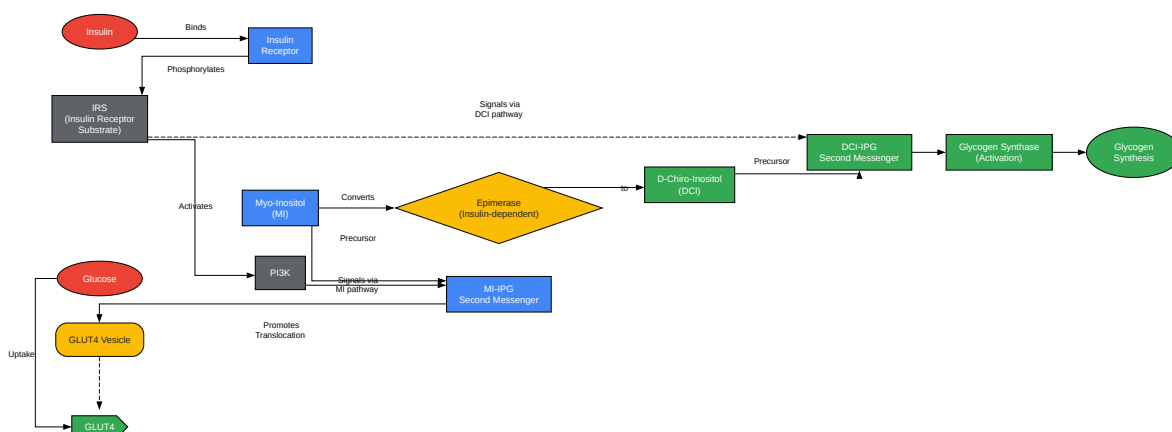 Insulin
Binds
Insulin
Receptor
Phosphorylates
IRS
(Insulin Receptor
Substrate)
Signals via
DCI pathway
DCI-IPG
Second Messenger
Glycogen Synthase
(Activation)
Glycogen
Synthesis
Precursor
D-Chiro-Inositol
(DCI)
to
Epimerase
(Insulin-dependent)
Converts
Myo-Inositol
(MI)
Activates
Precursor
PI3K
Signals via
MI pathway
MI-IPG
Second Messenger
Glucose
Promotes
Translocation
GLUT4 Vesicle
Uptake
GLUT4